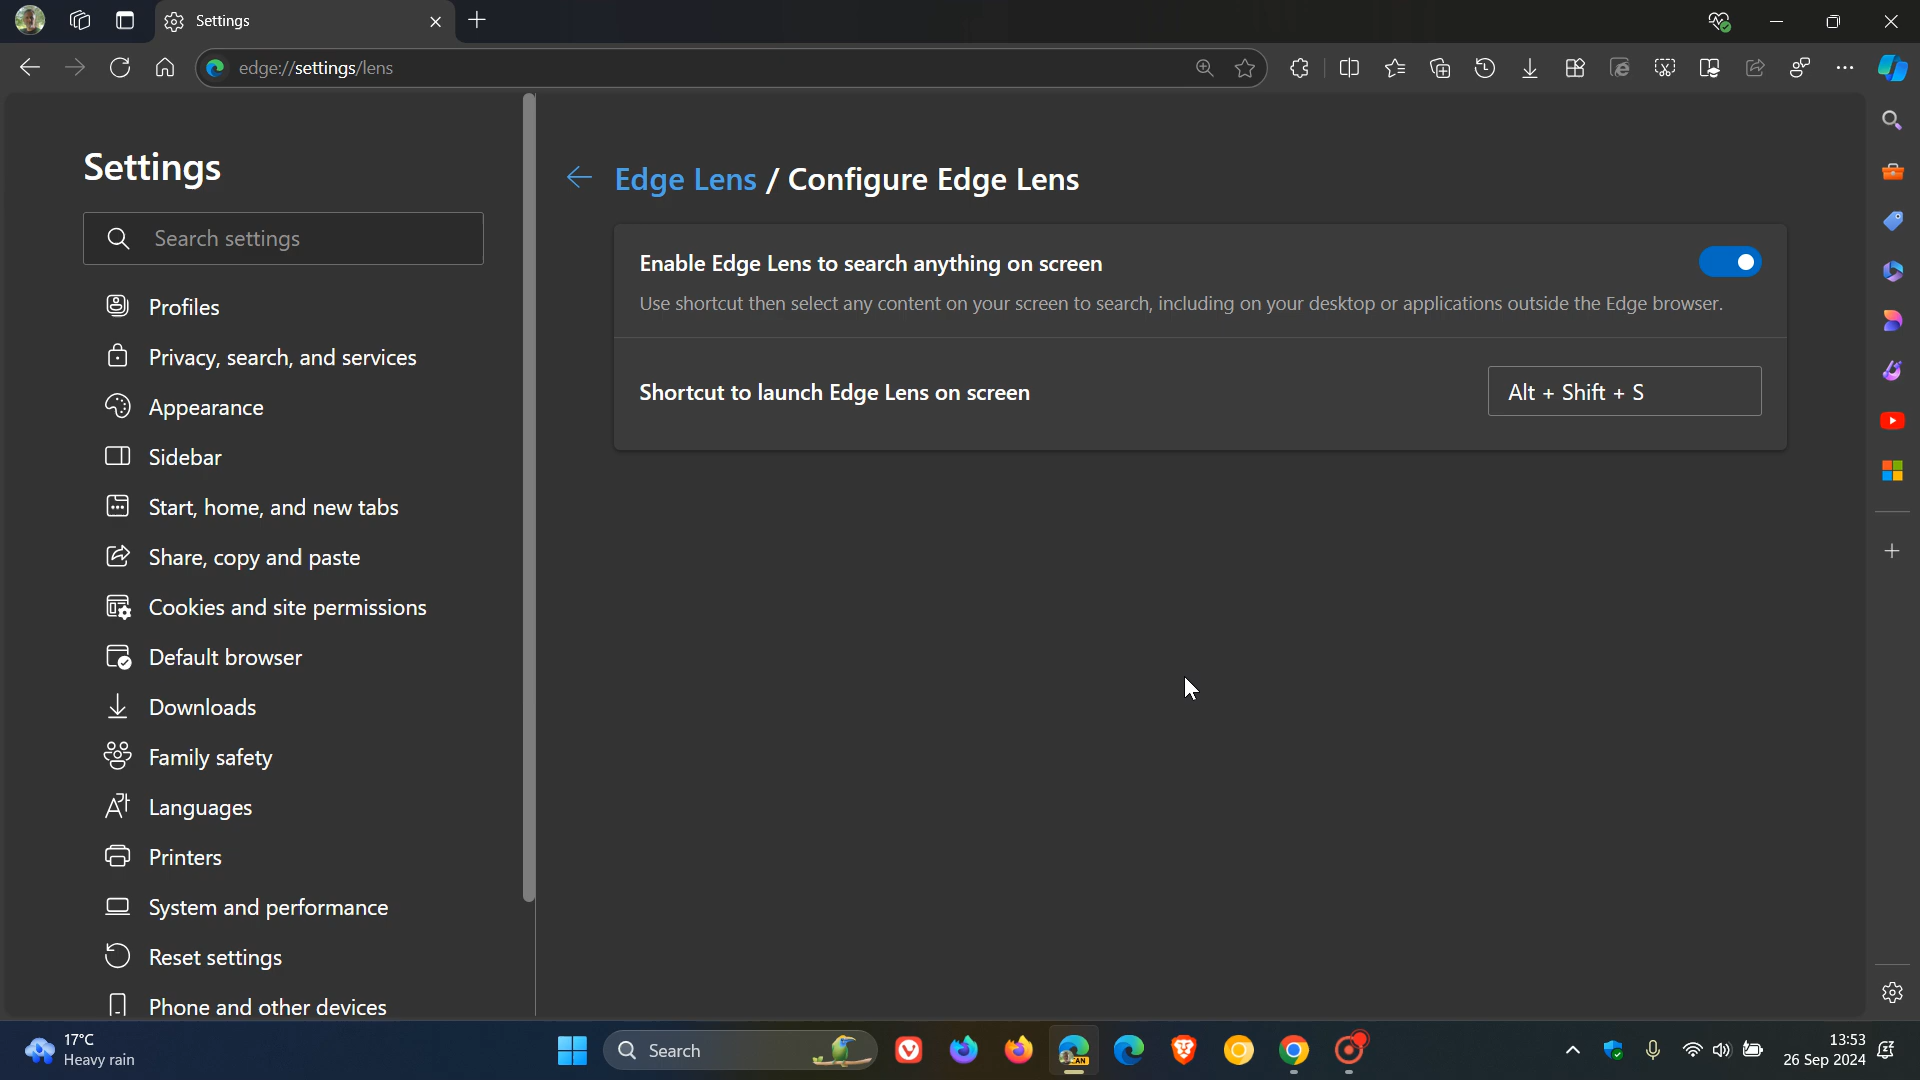 Settings
edge://settings/lens
Settings
Search settings
Profiles
Privacy, search, and services
Appearance
Sidebar
Start, home, and new tabs
Share, copy and paste
Cookies and site permissions
Default browser
Downloads
Family safety
Languages
Printers
System and performance
Reset settings
Phone and other devices
Edge Lens / Configure Edge Lens
Enable Edge Lens to search anything on screen
Use shortcut then select any content on your screen to search, including on your desktop or applications outside the Edge browser.
Shortcut to launch Edge Lens on screen
Alt + Shift + S
17°C
Heavy rain
Search
CAN
13:53
26 Sep 2024